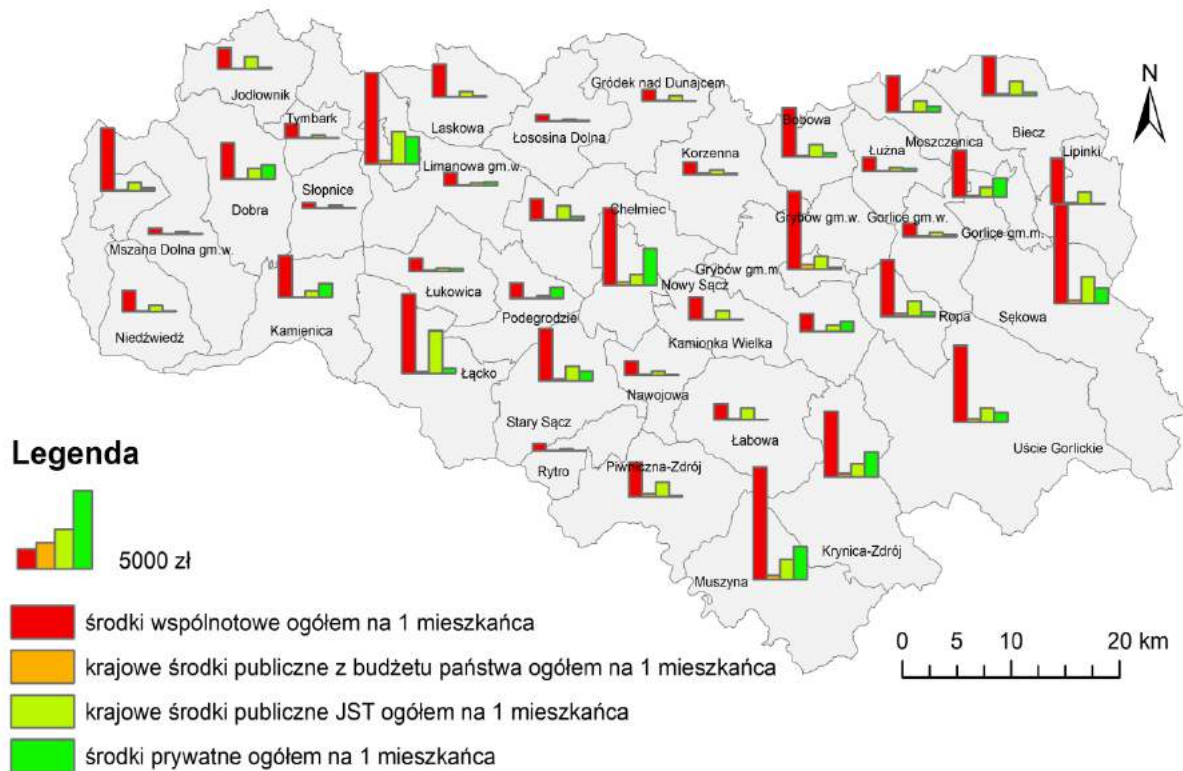 N
Jodłownik
Tymbark
Laskowa
Łososina Dolna
Gródek nad Dunajcem
Bobowa
Moszczenica
Biecz
Łużna
Lipinki
Korzenna
Limanowa gm.w.
Słopnice
Dobra
Chełmiec
Grybów gm.w.
Gorlice gm.w.
Gorlice gm.m.
Mszana Dolna gm.w.
Grybów gm.m.
Nowy Sącz
Łukowica
Podegrodzie
Niedźwiedź
Kamienica
Kamionka Wielka
Ropa
Sękowa
Łącko
Nawojowa
Stary Sącz
Łabowa
Uście Gorlickie
Rytro
Piwniczna-Zdrój
Krynica-Zdrój
Muszyna
Legenda
5000 zł
środki wspólnotowe ogółem na 1 mieszkańca
krajowe środki publiczne z budżetu państwa ogółem na 1 mieszkańca
krajowe środki publiczne JST ogółem na 1 mieszkańca
środki prywatne ogółem na 1 mieszkańca
0 5 10 20 km